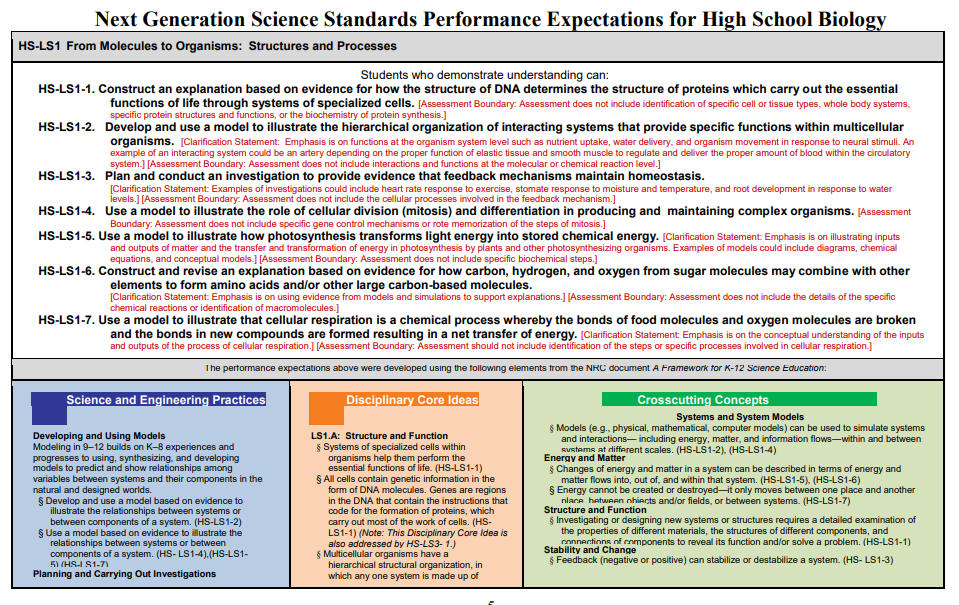 Next Generation Science Standards Performance Expectations for High School Biology
HS-LS1 From Molecules to Organisms: Structures and Processes
Students who demonstrate understanding can:
HS-LS1-1. Construct an explanation based on evidence for how the structure of DNA determines the structure of proteins which carry out the essential
functions of life through systems of specialized cells. [Assessment Boundary: Assessment does not include identification of specific cell or tissue types, whole body systems,
specific protein structures and functions, or the biochemistry of protein synthesis.]
HS-LS1-2. Develop and use a model to illustrate the hierarchical organization of interacting systems that provide specific functions within multicellular
organisms. [Clarification Statement: Emphasis is on functions at the organism system level such as nutrient uptake, water delivery, and organism movement in response to neural stimuli. An
example of an interacting system could be an artery depending on the proper function of elastic tissue and smooth muscle to regulate and deliver the proper amount of blood within the circulatory
system.] [Assessment Boundary: Assessment does not include interactions and functions at the molecular or chemical reaction level.]
HS-LS1-3. Plan and conduct an investigation to provide evidence that feedback mechanisms maintain homeostasis.
[Clarification Statement: Examples of investigations could include heart rate response to exercise, stomate response to moisture and temperature, and root development in response to water
levels.] [Assessment Boundary: Assessment does not include the cellular processes involved in the feedback mechanism.]
HS-LS1-4. Use a model to illustrate the role of cellular division (mitosis) and differentiation in producing and maintaining complex organisms. [Assessment
Boundary: Assessment does not include specific gene control mechanisms or rote memorization of the steps of mitosis.]
HS-LS1-5. Use a model to illustrate how photosynthesis transforms light energy into stored chemical energy. [Clarification Statement: Emphasis is on illustrating inputs
and outputs of matter and the transfer and transformation of energy in photosynthesis by plants and other photosynthesizing organisms. Examples of models could include diagrams, chemical
equations, and conceptual models.] [Assessment Boundary: Assessment does not include specific biochemical steps.]
HS-LS1-6. Construct and revise an explanation based on evidence for how carbon, hydrogen, and oxygen from sugar molecules may combine with other
elements to form amino acids and/or other large carbon-based molecules.
[Clarification Statement: Emphasis is on using evidence from models and simulations to support explanations.] [Assessment Boundary: Assessment does not include the details of the specific
chemical reactions or identification of macromolecules.]
HS-LS1-7. Use a model to illustrate that cellular respiration is a chemical process whereby the bonds of food molecules and oxygen molecules are broken
and the bonds in new compounds are formed resulting in a net transfer of energy. [Clarification Statement: Emphasis is on the conceptual understanding of the inputs
and outputs of the process of cellular respiration.] [Assessment Boundary: Assessment should not include identification of the steps or specific processes involved in cellular respiration.]
The performance expectations above were developed using the following elements from the NRC document A Framework for K-12 Science Education:
Science and Engineering Practices
Developing and Using Models
Modeling in 9–12 builds on K–8 experiences and
progresses to using, synthesizing, and developing
models to predict and show relationships among
variables between systems and their components in the
natural and designed worlds.
§ Develop and use a model based on evidence to
illustrate the relationships between systems or
between components of a system. (HS-LS1-2)
§ Use a model based on evidence to illustrate the
relationships between systems or between
components of a system. (HS- LS1-4),(HS-LS1-
5),(HS-LS1-7)
Planning and Carrying Out Investigations
Disciplinary Core Ideas
LS1.A: Structure and Function
§ Systems of specialized cells within
organisms help them perform the
essential functions of life. (HS-LS1-1)
§ All cells contain genetic information in the
form of DNA molecules. Genes are regions
in the DNA that contain the instructions that
code for the formation of proteins, which
carry out most of the work of cells. (HS-
LS1-1) (Note: This Disciplinary Core Idea is
also addressed by HS-LS3- 1.)
§ Multicellular organisms have a
hierarchical structural organization, in
which any one system is made up of
Crosscutting Concepts
Systems and System Models
§ Models (e.g., physical, mathematical, computer models) can be used to simulate systems
and interactions— including energy, matter, and information flows—within and between
systems at different scales. (HS-LS1-2), (HS-LS1-4)
Energy and Matter
§ Changes of energy and matter in a system can be described in terms of energy and
matter flows into, out of, and within that system. (HS-LS1-5), (HS-LS1-6)
§ Energy cannot be created or destroyed—it only moves between one place and another
place, between objects and/or fields, or between systems. (HS-LS1-7)
Structure and Function
§ Investigating or designing new systems or structures requires a detailed examination of
the properties of different materials, the structures of different components, and
connections of components to reveal its function and/or solve a problem. (HS-LS1-1)
Stability and Change
§ Feedback (negative or positive) can stabilize or destabilize a system. (HS- LS1-3)